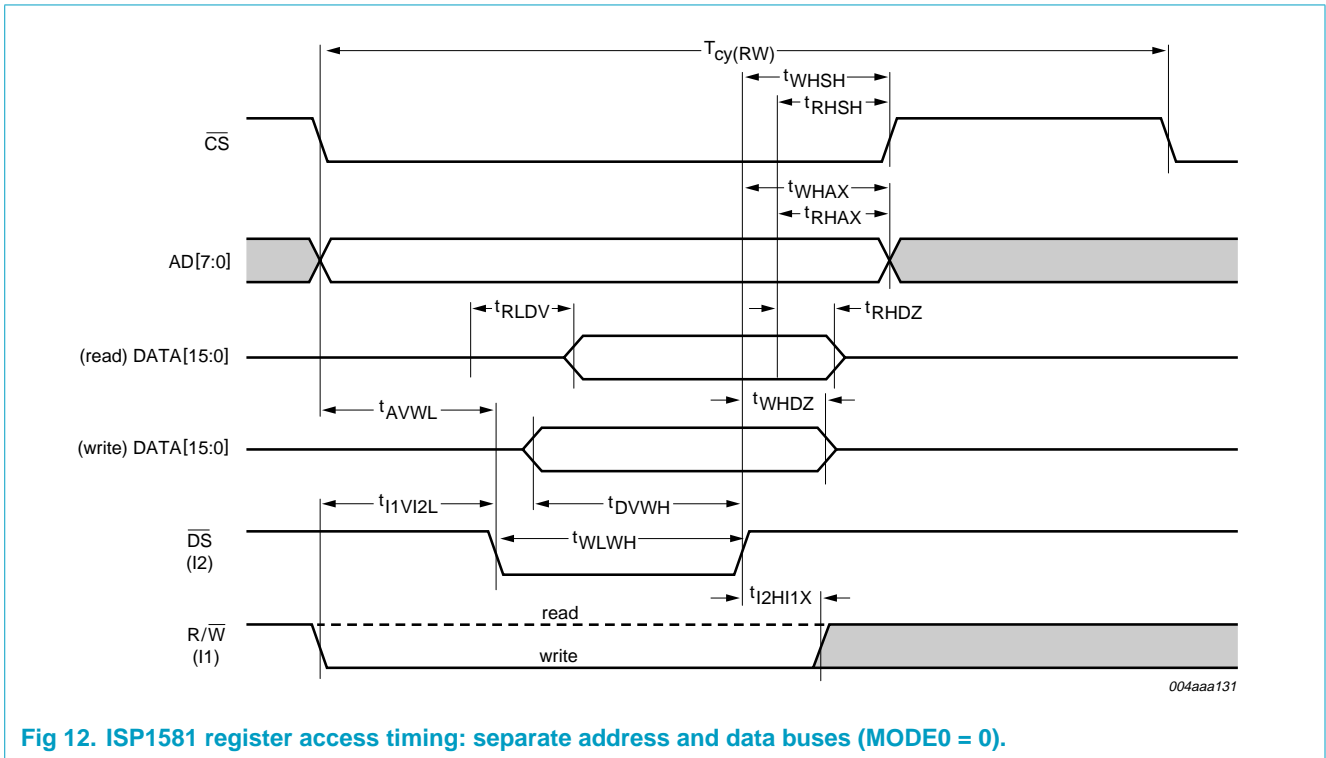 Tcy(RW)
tWHSH
tRHSH
CS
tWHAX
tRHAX
AD[7:0]
tRLDV
tRHDZ
(read) DATA[15:0]
tWHDZ
tAVWL
(write) DATA[15:0]
tI1VI2L
tDVWH
DS
(I2)
tWLWH
tI2HI1X
read
R/W
(I1)
write
004aaa131
Fig 12. ISP1581 register access timing: separate address and data buses (MODE0 = 0).